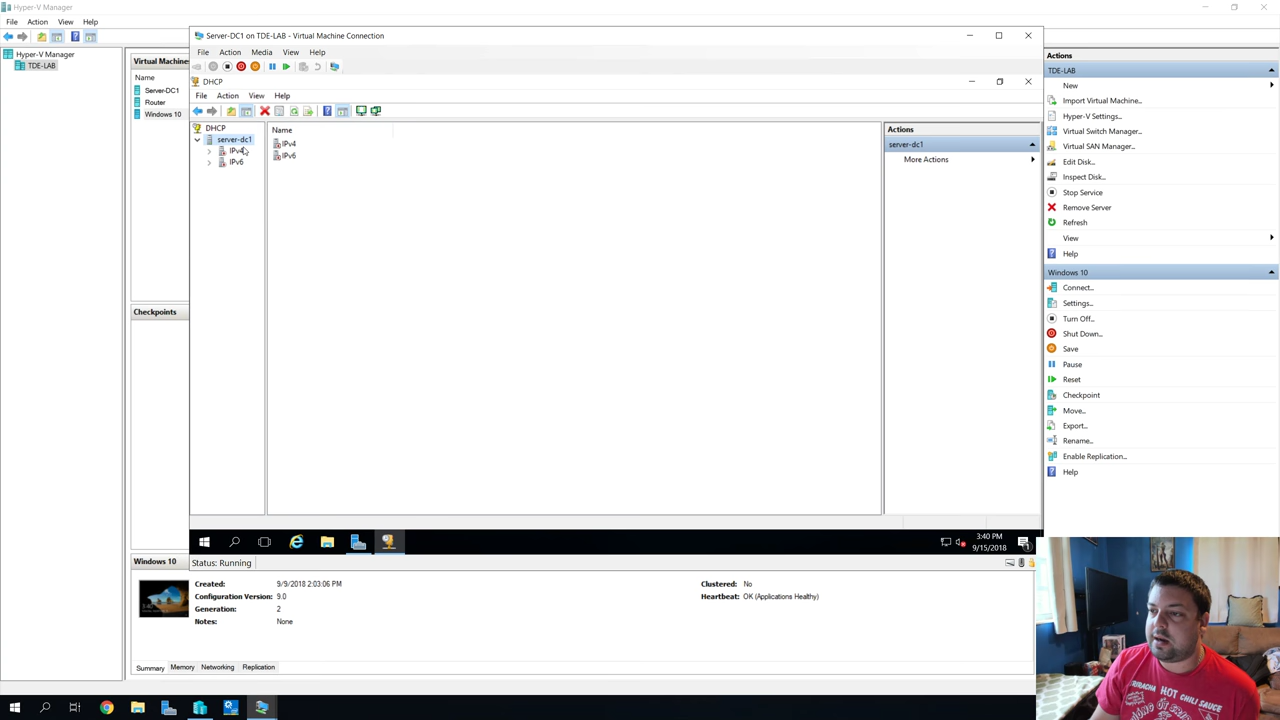 Hyper-V Manager
File Action View Help
Hyper-V Manager
TDE-LAB
Virtual Machine
Name
Server-DC1
Router
Windows 10
Checkpoints
Server-DC1 on TDE-LAB - Virtual Machine Connection
File Action Media View Help
DHCP
File Action View Help
DHCP
server-dc1
IPv4
IPv6
Name
IPv4
IPv6
Actions
server-dc1
More Actions
3:40 PM
9/15/2018
1
Windows 10
Status: Running
Created: 9/9/2018 2:03:06 PM
Configuration Version: 9.0
Generation: 2
Notes: None
Clustered: No
Heartbeat: OK (Applications Healthy)
Summary Memory Networking Replication
Actions
TDE-LAB
New
Import Virtual Machine...
Hyper-V Settings...
Virtual Switch Manager...
Virtual SAN Manager...
Edit Disk...
Inspect Disk...
Stop Service
Remove Server
Refresh
View
Help
Windows 10
Connect...
Settings...
Turn Off...
Shut Down...
Save
Pause
Reset
Checkpoint
Move...
Export...
Rename...
Enable Replication...
Help
SRIRACHA HOT CHILI SAUCE